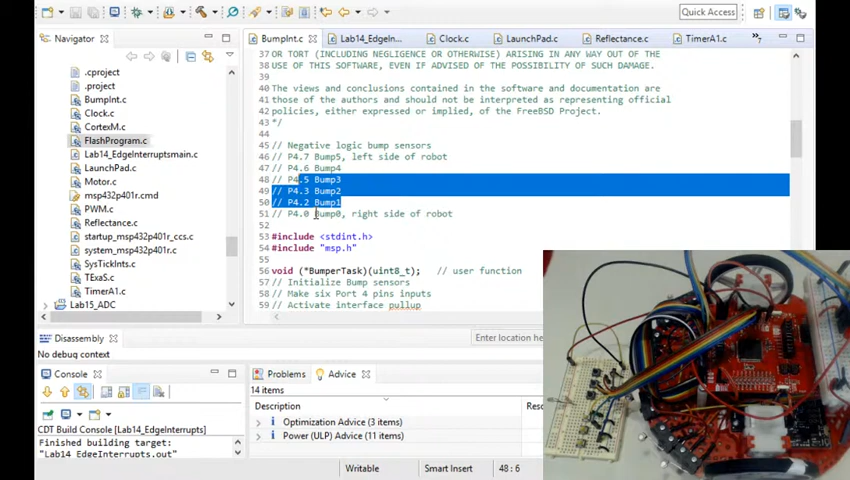 Quick Access
Navigator
BumpInt.c
Lab14_EdgeIn...
Clock.c
LaunchPad.c
Reflectance.c
TimerA1.c
.cproject
.project
BumpInt.c
Clock.c
CortexM.c
FlashProgram.c
Lab14_EdgeInterruptsmain.c
LaunchPad.c
Motor.c
msp432p401r.cmd
PWM.c
Reflectance.c
startup_msp432p401r_ccs.c
system_msp432p401r.c
SysTickInts.c
TExaS.c
TimerA1.c
Lab15_ADC
37 OR TORT (INCLUDING NEGLIGENCE OR OTHERWISE) ARISING IN ANY WAY OUT OF THE
38 USE OF THIS SOFTWARE, EVEN IF ADVISED OF THE POSSIBILITY OF SUCH DAMAGE.
39
40 The views and conclusions contained in the software and documentation are
41 those of the authors and should not be interpreted as representing official
42 policies, either expressed or implied, of the FreeBSD Project.
43 */
44
45 // Negative logic bump sensors
46 // P4.7 Bump5, left side of robot
47 // P4.6 Bump4
48 // P4.5 Bump3
49 // P4.3 Bump2
50 // P4.2 Bump1
51 // P4.0 Bump0, right side of robot
52
53 #include <stdint.h>
54 #include "msp.h"
55
56 void (*BumperTask)(uint8_t); // user function
57 // Initialize Bump sensors
58 // Make six Port 4 pins inputs
59 // Activate interface pullup
Disassembly
Enter location he
No debug context
Console
CDT Build Console [Lab14_EdgeInterrupts]
Finished building target:
"Lab14_EdgeInterrupts.out"
Problems
Advice
14 items
Description
Optimization Advice (3 items)
Power (ULP) Advice (11 items)
Writable
Smart Insert
48 : 6